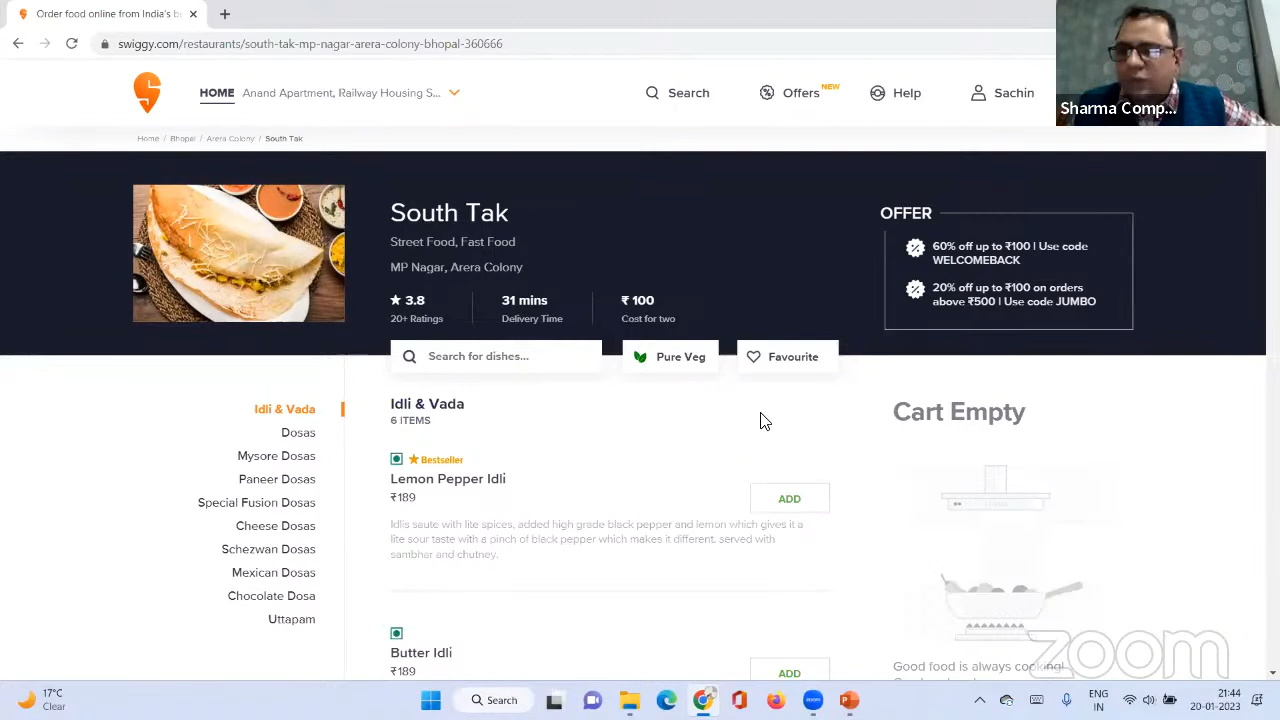 Order food online from India's b
swiggy.com/restaurants/south-tak-mp-nagar-arera-colony-bhopal-360666
HOME Anand Apartment, Railway Housing S...
Search
Offers NEW
Help
Sachin
Sharma Comp...
Home / Bhopal / Arera Colony / South Tak
South Tak
Street Food, Fast Food
MP Nagar, Arera Colony
★ 3.8
20+ Ratings
31 mins
Delivery Time
₹ 100
Cost for two
OFFER
60% off up to ₹100 | Use code
WELCOMEBACK
20% off up to ₹100 on orders
above ₹500 | Use code JUMBO
Search for dishes...
Pure Veg
Favourite
Idli & Vada
Dosas
Mysore Dosas
Paneer Dosas
Special Fusion Dosas
Cheese Dosas
Schezwan Dosas
Mexican Dosas
Chocolate Dosa
Uttapam
Idli & Vada
6 ITEMS
★ Bestseller
Lemon Pepper Idli
₹189
ADD
Idlis saute with lite spices, added high grade black pepper and lemon which gives it a
lite sour taste with a pinch of black pepper which makes it different, served with
sambhar and chutney.
Butter Idli
₹189
ADD
Cart Empty
Good food is always cooking!
zoom
17°C
Clear
Search
ENG
IN
21:44
20-01-2023